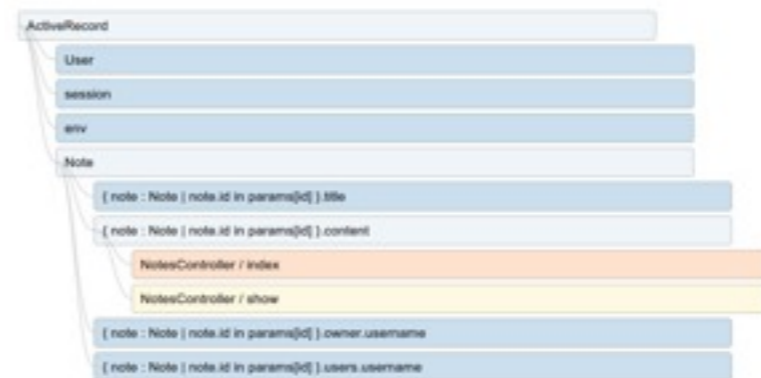 ActiveRecord
User
session
env
Note
{ note : Note | note.id in params[id] }.title
{ note : Note | note.id in params[id] }.content
NotesController / index
NotesController / show
{ note : Note | note.id in params[id] }.owner.username
{ note : Note | note.id in params[id] }.users.username